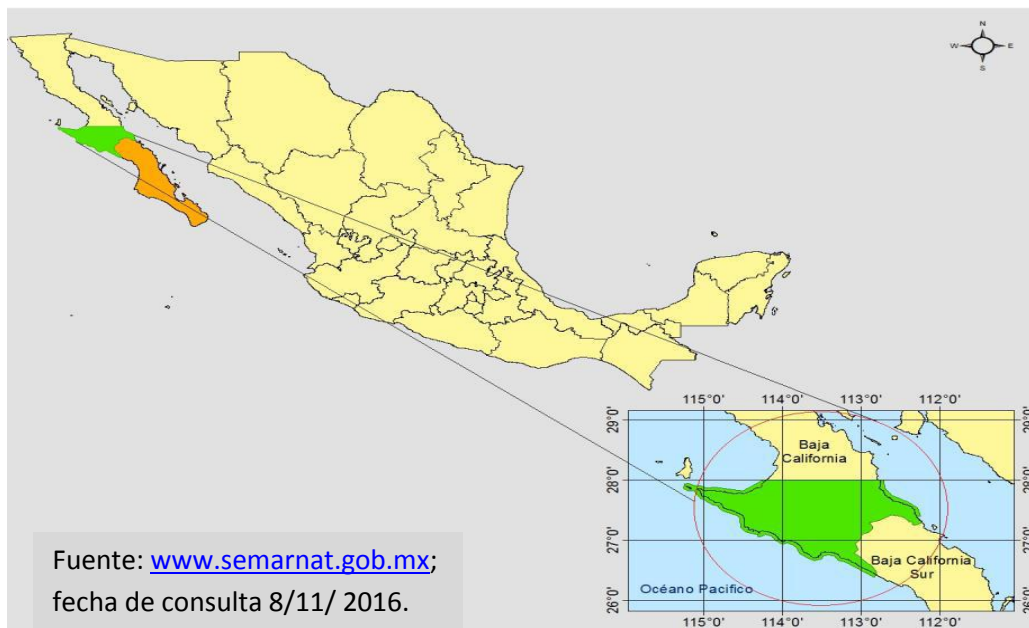 N
W E
S
115°0' 114°0' 113°0' 112°0'
29°0' 29°0'
Baja
California
28°0' 28°0'
27°0' 27°0'
Baja California
Sur
Océano Pacifico
26°0' 26°0'
115°0' 114°0' 113°0' 112°0'
Fuente: www.semarnat.gob.mx;
fecha de consulta 8/11/ 2016.